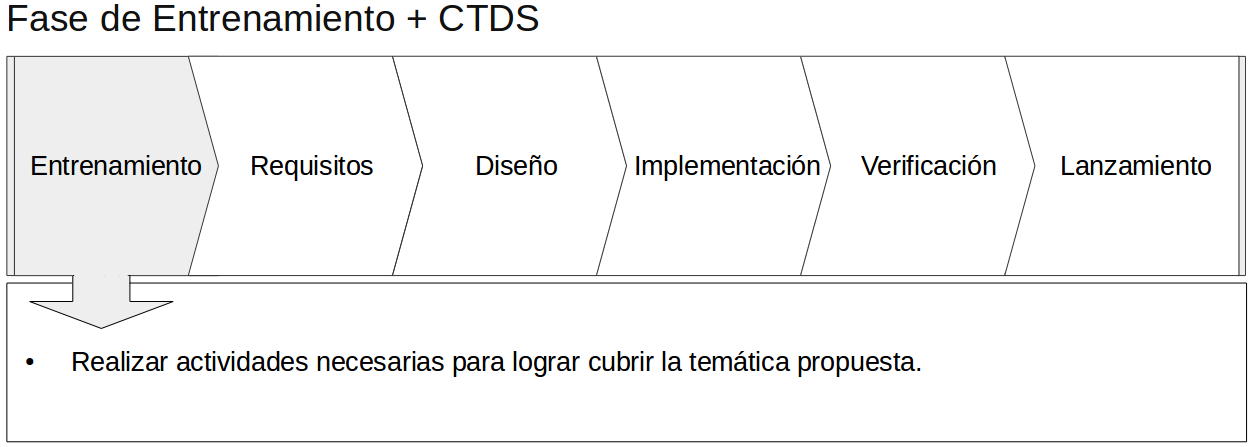 Fase de Entrenamiento + CTDS
Entrenamiento
Requisitos
Diseño
Implementación
Verificación
Lanzamiento
• Realizar actividades necesarias para lograr cubrir la temática propuesta.